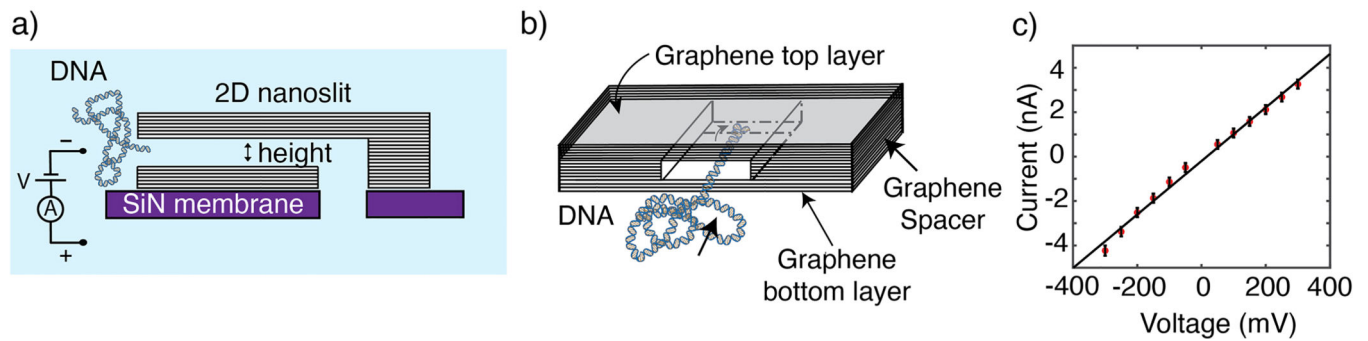 a)
DNA
2D nanoslit
height
−
V
A
+
SiN membrane
b)
Graphene top layer
DNA
Graphene
Spacer
Graphene
bottom layer
c)
Current (nA)
4
2
0
-2
-4
-400 -200 0 200 400
Voltage (mV)